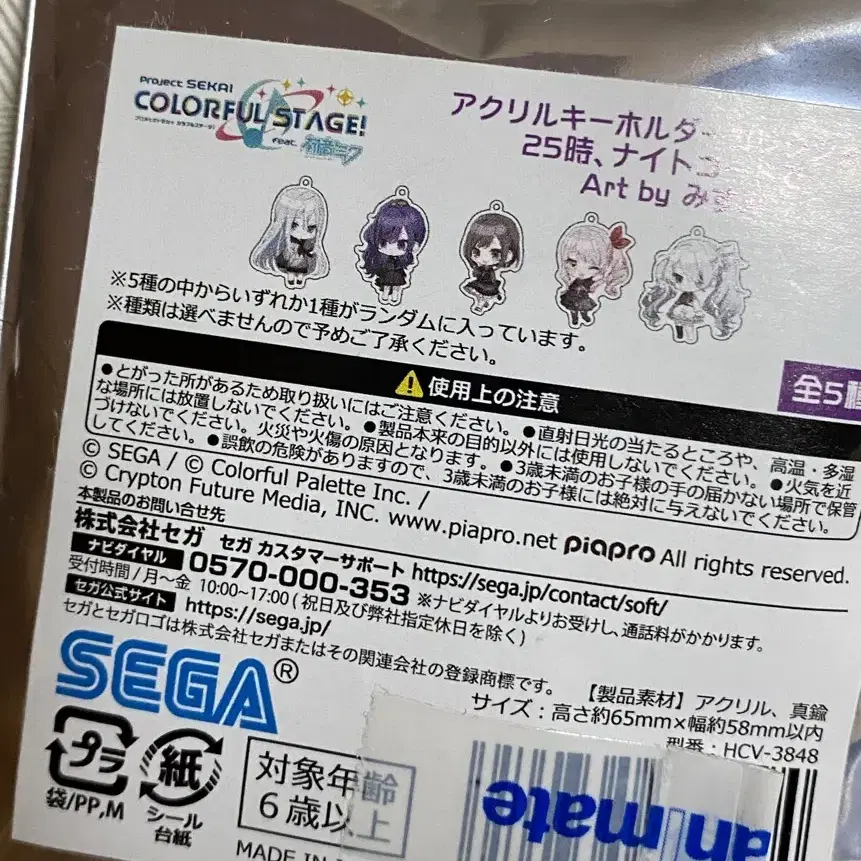 Project SEKAI
COLORFUL STAGE!
プロジェクトセカイ カラフルステージ!
feat. 初音ミク
アクリルキーホルダー
25時、ナイトコ
Art by みす
※5種の中からいずれか1種がランダムに入っています。
※種類は選べませんので予めご了承ください。
全5種
使用上の注意
●とがった所があるため取り扱いにはご注意ください。●直射日光の当たるところや、高温・多湿
な場所には放置しないでください。●製品本来の目的以外には使用しないでください。●火気を近
づけないでください。火災や火傷の原因となります。●3歳未満のお子様の手の届かない場所で保管
してください。●誤飲の危険がありますので、3歳未満のお子様には絶対に与えないでください。
© SEGA / © Colorful Palette Inc. /
© Crypton Future Media, INC. www.piapro.net piapro All rights reserved.
本製品のお問い合せ先
株式会社セガ セガ カスタマーサポート https://sega.jp/contact/soft/
ナビダイヤル 0570-000-353 ※ナビダイヤルよりお受けし、通話料がかかります。
受付時間/月～金 10:00~17:00(祝日及び弊社指定休日を除く)
セガ公式サイト https://sega.jp/
セガとセガロゴは株式会社セガまたはその関連会社の登録商標です。
【製品素材】アクリル、真鍮
サイズ:高さ約65mm×幅約58mm以内
型番:HCV-3848
SEGA®
プラ
袋/PP,M
紙
シール
台紙
対象年齢
6歳以上
MADE IN
animate